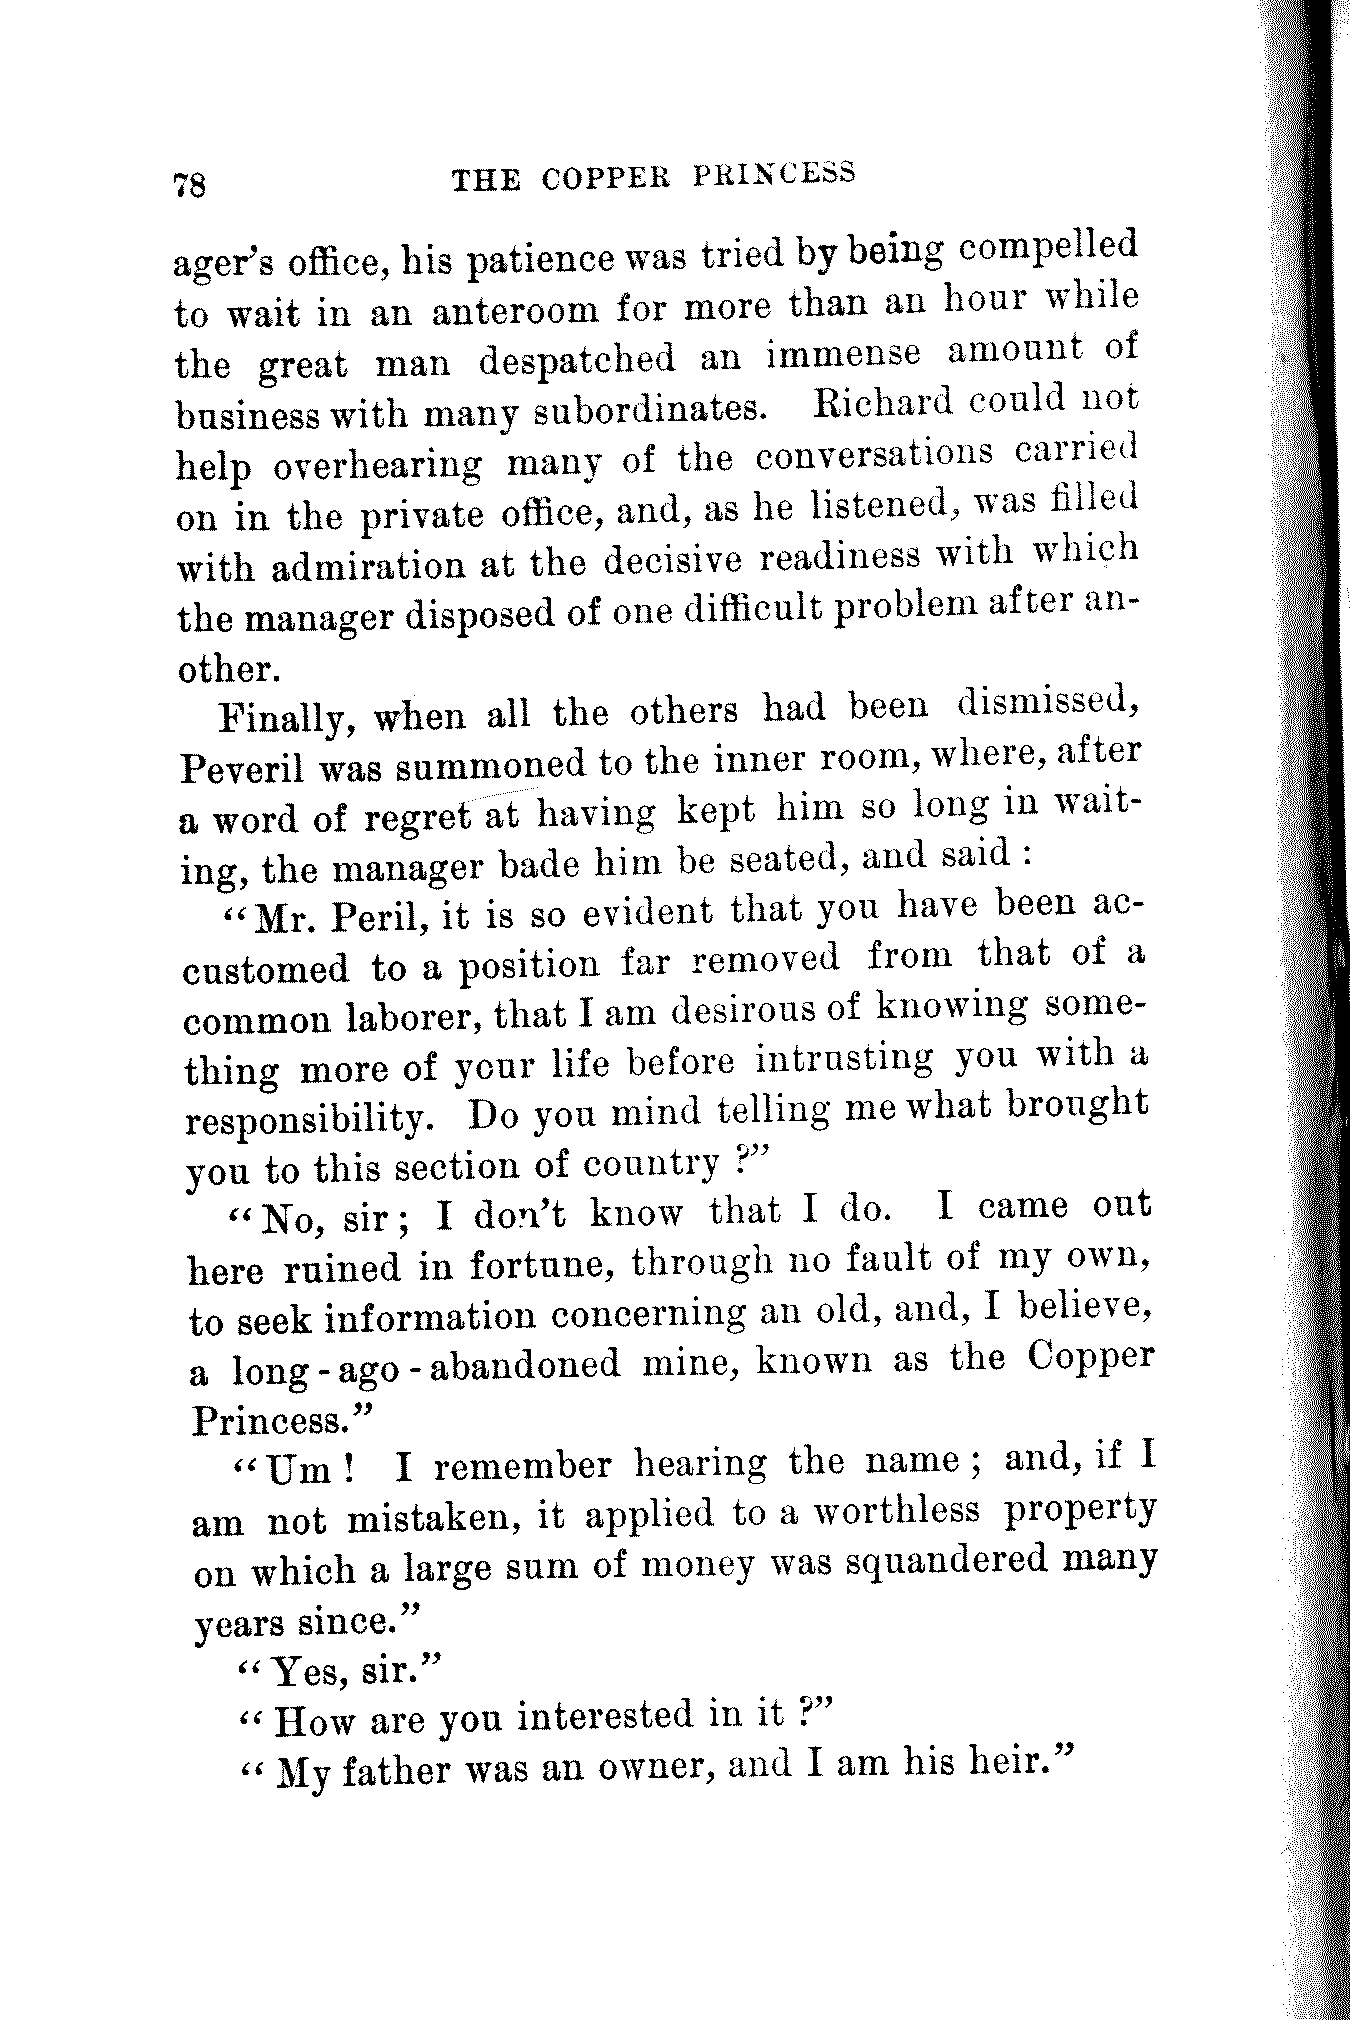 78 THE COPPER PRINCESS
ager's office, his patience was tried by being compelled
to wait in an anteroom for more than an hour while
the great man despatched an immense amount of
business with many subordinates. Richard could not
help overhearing many of the conversations carried
on in the private office, and, as he listened, was filled
with admiration at the decisive readiness with which
the manager disposed of one difficult problem after an-
other.
Finally, when all the others had been dismissed,
Peveril was summoned to the inner room, where, after
a word of regret at having kept him so long in wait-
ing, the manager bade him be seated, and said :
“Mr. Peril, it is so evident that you have been ac-
customed to a position far removed from that of a
common laborer, that I am desirous of knowing some-
thing more of your life before intrusting you with a
responsibility. Do you mind telling me what brought
you to this section of country ?”
“No, sir ; I don't know that I do. I came out
here ruined in fortune, through no fault of my own,
to seek information concerning an old, and, I believe,
a long - ago - abandoned mine, known as the Copper
Princess.”
“Um ! I remember hearing the name ; and, if I
am not mistaken, it applied to a worthless property
on which a large sum of money was squandered many
years since.”
“Yes, sir.”
“How are you interested in it ?”
“My father was an owner, and I am his heir.”